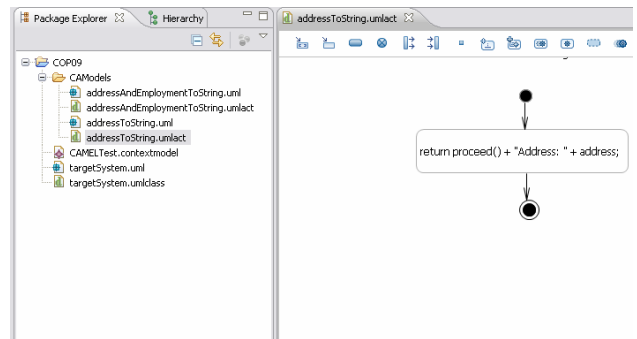 Package Explorer
Hierarchy
COP09
CAModels
addressAndEmploymentToString.uml
addressAndEmploymentToString.umlact
addressToString.uml
addressToString.umlact
CAMELTest.contextmodel
targetSystem.uml
targetSystem.umlclass
addressToString.umlact
return proceed() + "Address: " + address;